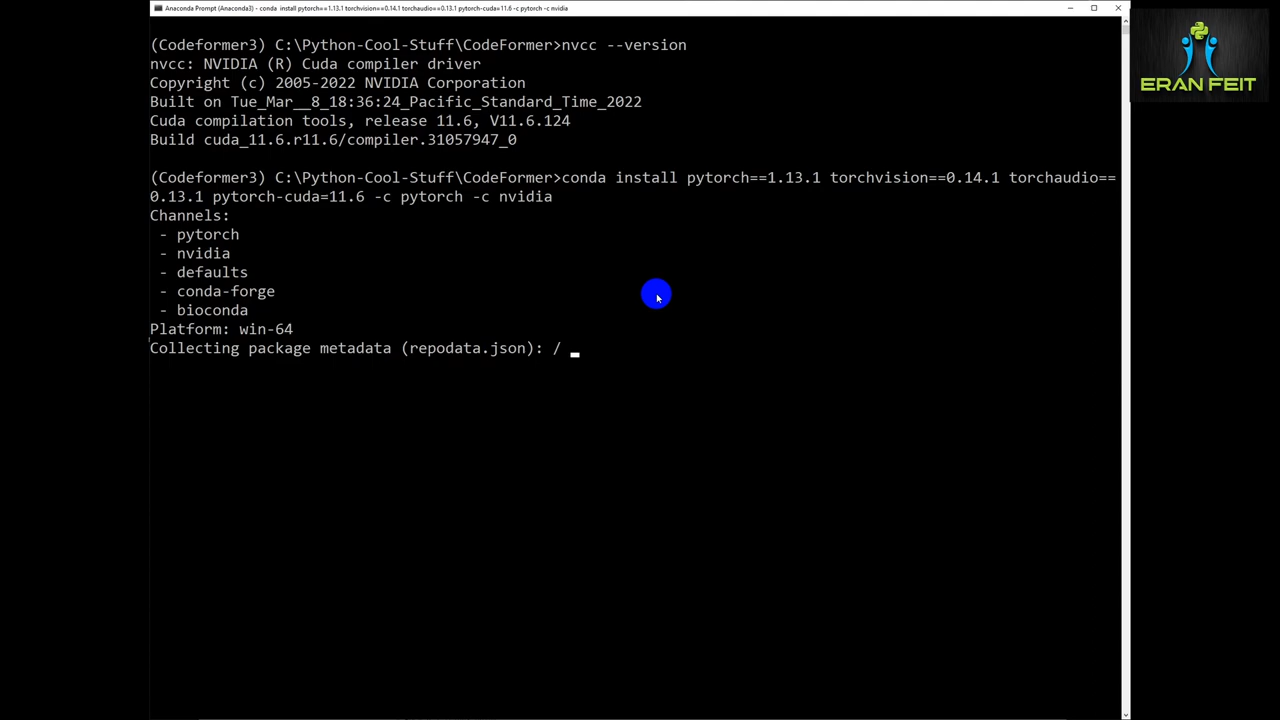 Anaconda Prompt (Anaconda3) - conda install pytorch==1.13.1 torchvision==0.14.1 torchaudio==0.13.1 pytorch-cuda=11.6 -c pytorch -c nvidia
(Codeformer3) C:\Python-Cool-Stuff\CodeFormer>nvcc --version
nvcc: NVIDIA (R) Cuda compiler driver
Copyright (c) 2005-2022 NVIDIA Corporation
Built on Tue_Mar__8_18:36:24_Pacific_Standard_Time_2022
Cuda compilation tools, release 11.6, V11.6.124
Build cuda_11.6.r11.6/compiler.31057947_0
(Codeformer3) C:\Python-Cool-Stuff\CodeFormer>conda install pytorch==1.13.1 torchvision==0.14.1 torchaudio==
0.13.1 pytorch-cuda=11.6 -c pytorch -c nvidia
Channels:
 - pytorch
 - nvidia
 - defaults
 - conda-forge
 - bioconda
Platform: win-64
Collecting package metadata (repodata.json): /
ERAN FEIT